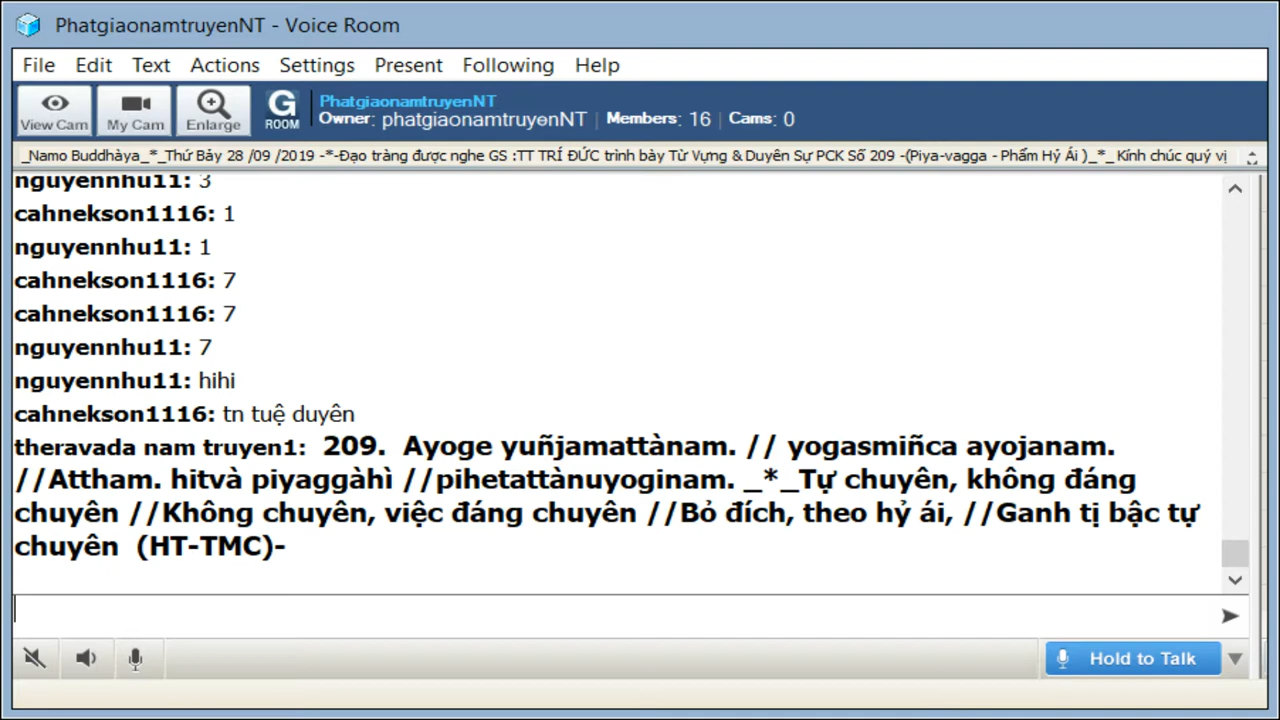 PhatgiaonamtruyenNT - Voice Room
File Edit Text Actions Settings Present Following Help
View Cam My Cam Enlarge G ROOM PhatgiaonamtruyenNT
Owner: phatgiaonamtruyenNT | Members: 16 | Cams: 0
_Namo Buddhàya_*_Thứ Bảy 28 /09 /2019 -*-Đạo tràng được nghe GS :TT TRÍ ĐỨC trình bày Từ Vựng & Duyên Sự PCK Số 209 -(Piya-vagga - Phẩm Hỷ Ái )_*_ Kính chúc quý vị
nguyennhu11: 3
cahnekson1116: 1
nguyennhu11: 1
cahnekson1116: 7
cahnekson1116: 7
nguyennhu11: 7
nguyennhu11: hihi
cahnekson1116: tn tuệ duyên
theravada nam truyen1: 209. Ayoge yuñjamattànam. // yogasmiñca ayojanam.
//Attham. hitvà piyaggàhì //pihetattànuyoginam. _*_Tự chuyên, không đáng
chuyên //Không chuyên, việc đáng chuyên //Bỏ đích, theo hỷ ái, //Ganh tị bậc tự
chuyên (HT-TMC)-
Hold to Talk